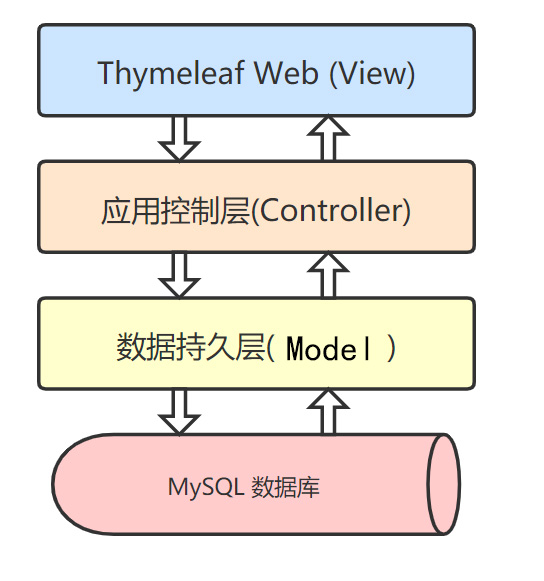 Thymeleaf Web (View)
应用控制层(Controller)
数据持久层( Model )
MySQL 数据库